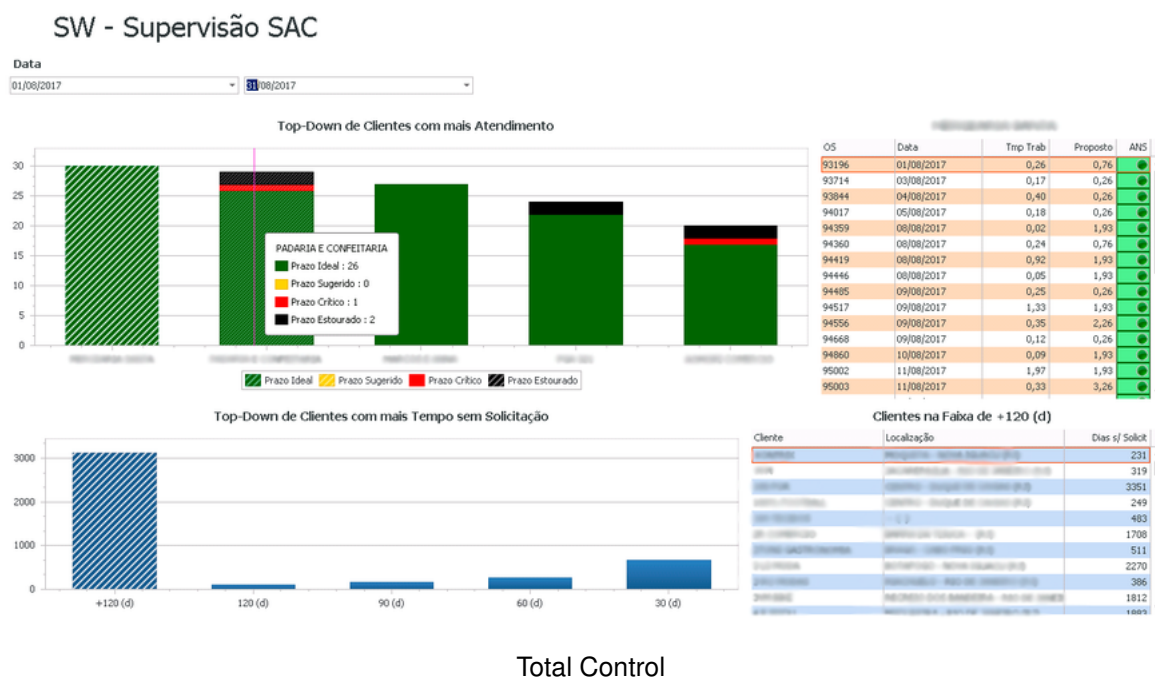 SW - Supervisão SAC
Data
01/08/2017
31/08/2017
Top-Down de Clientes com mais Atendimento
30
25
20
15
10
5
0
PADARIA E CONFEITARIA
Prazo Ideal : 26
Prazo Sugerido : 0
Prazo Crítico : 1
Prazo Estourado : 2
Prazo Ideal Prazo Sugerido Prazo Crítico Prazo Estourado
OS Data Tmp Trab Proposto ANS
93196 01/08/2017 0,26 0,76
93714 03/08/2017 0,17 0,26
93844 04/08/2017 0,40 0,26
94017 05/08/2017 0,18 0,26
94359 08/08/2017 0,02 1,93
94360 08/08/2017 0,24 0,76
94419 08/08/2017 0,92 1,93
94446 08/08/2017 0,05 1,93
94485 09/08/2017 0,25 0,26
94517 09/08/2017 1,33 1,93
94556 09/08/2017 0,35 2,26
94668 09/08/2017 0,12 0,26
94860 10/08/2017 0,09 1,93
95002 11/08/2017 1,97 1,93
95003 11/08/2017 0,33 3,26
Top-Down de Clientes com mais Tempo sem Solicitação
3000
2000
1000
0
+120 (d) 120 (d) 90 (d) 60 (d) 30 (d)
Clientes na Faixa de +120 (d)
Cliente Localização Dias s/ Solicit
231
319
3351
249
483
1708
511
2270
386
1812
1883
Total Control